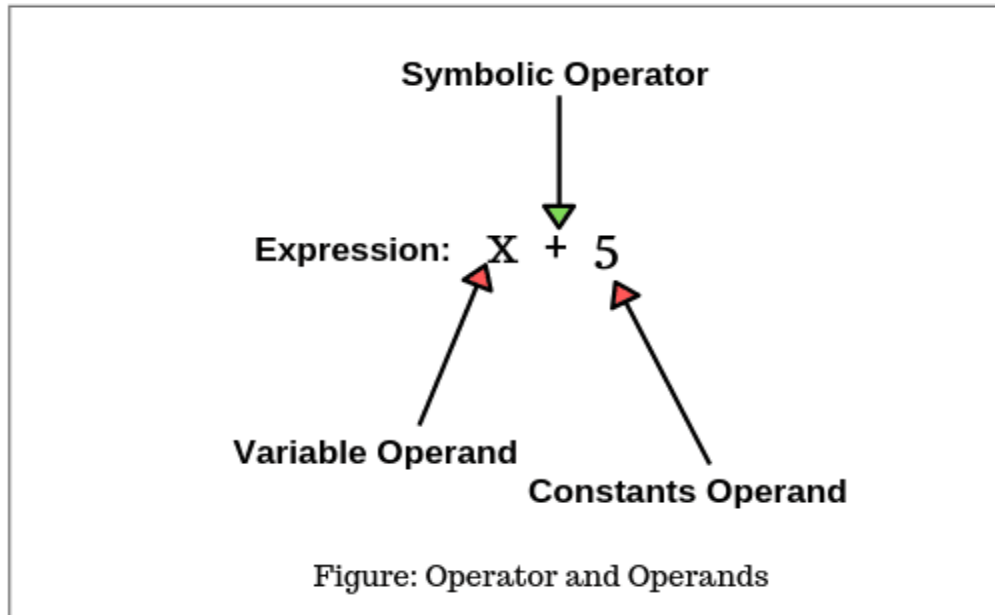 Symbolic Operator
Expression: x + 5
Variable Operand
Constants Operand
Figure: Operator and Operands